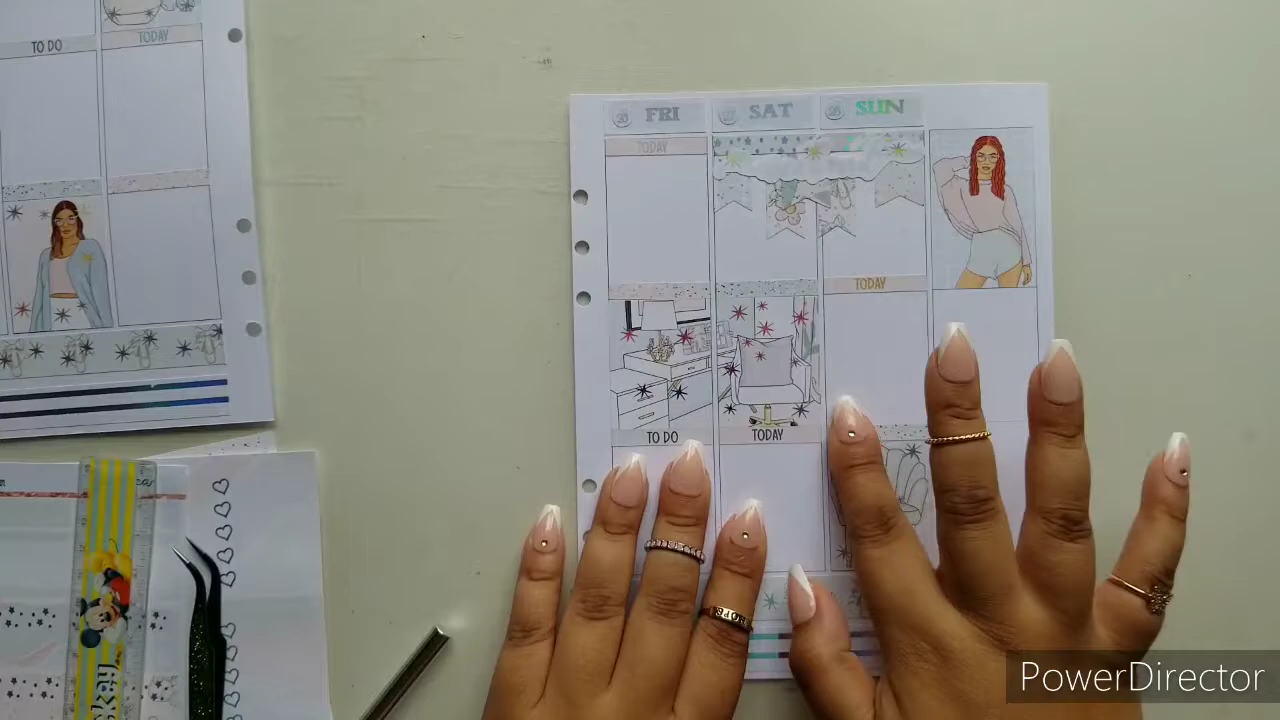 TO DO
TODAY
FRI
SAT
SUN
TODAY
TODAY
TO DO
TODAY
PowerDirector